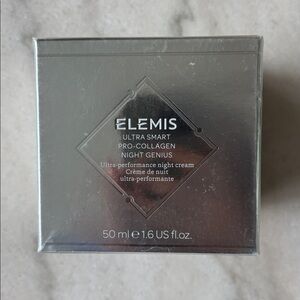 ELEMIS
ULTRA SMART
PRO-COLLAGEN
NIGHT GENIUS
Ultra-performance night cream
Crème de nuit
ultra-performante
50 ml ℮ 1.6 US fl.oz.